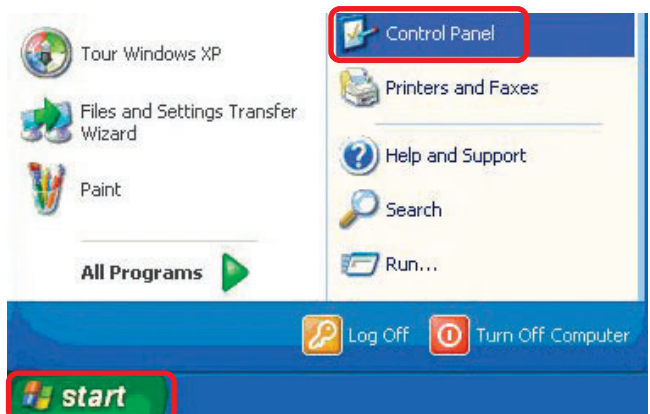 Tour Windows XP
Files and Settings Transfer
Wizard
Paint
All Programs
Control Panel
Printers and Faxes
Help and Support
Search
Run...
Log Off
Turn Off Computer
start